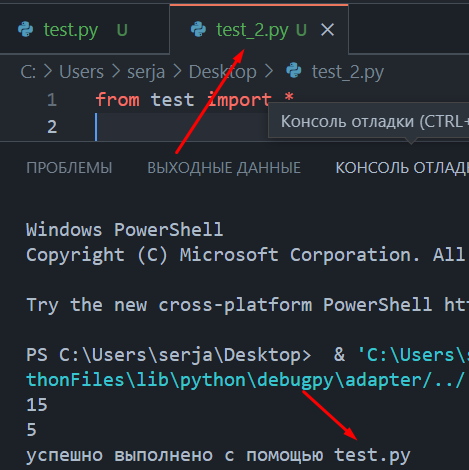 test.py U
test_2.py U
C: > Users > serja > Desktop > test_2.py
1 from test import *
2
Консоль отладки (CTRL+
ПРОБЛЕМЫ ВЫХОДНЫЕ ДАННЫЕ КОНСОЛЬ ОТЛАД
Windows PowerShell
Copyright (C) Microsoft Corporation. All
Try the new cross-platform PowerShell htt
PS C:\Users\serja\Desktop> & 'C:\Users\s
thonFiles\lib\python\debugpy\adapter/../
15
5
успешно выполнено с помощью test.py